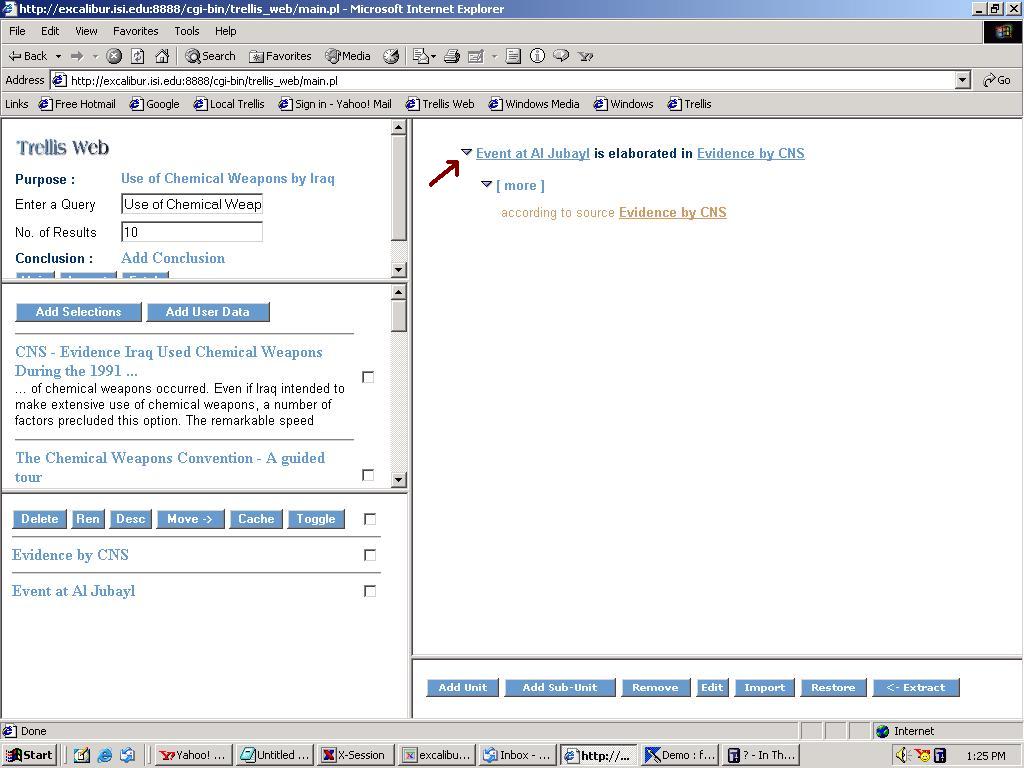 http://excalibur.isi.edu:8888/cgi-bin/trellis_web/main.pl - Microsoft Internet Explorer
File Edit View Favorites Tools Help
Back Search Favorites Media
Address http://excalibur.isi.edu:8888/cgi-bin/trellis_web/main.pl Go
Links Free Hotmail Google Local Trellis Sign in - Yahoo! Mail Trellis Web Windows Media Windows Trellis
Trellis Web
Purpose : Use of Chemical Weapons by Iraq
Enter a Query Use of Chemical Weap
No. of Results 10
Conclusion : Add Conclusion
Add Selections Add User Data
CNS - Evidence Iraq Used Chemical Weapons
During the 1991 ...
... of chemical weapons occurred. Even if Iraq intended to
make extensive use of chemical weapons, a number of
factors precluded this option. The remarkable speed
The Chemical Weapons Convention - A guided
tour
Delete Ren Desc Move -> Cache Toggle
Evidence by CNS
Event at Al Jubayl
Event at Al Jubayl is elaborated in Evidence by CNS
[ more ]
according to source Evidence by CNS
Add Unit Add Sub-Unit Remove Edit Import Restore <- Extract
Done Internet
Start Yahoo! ... Untitled ... X-Session excalibu... Inbox - ... http://... Demo : f... ? - In Th... 1:25 PM